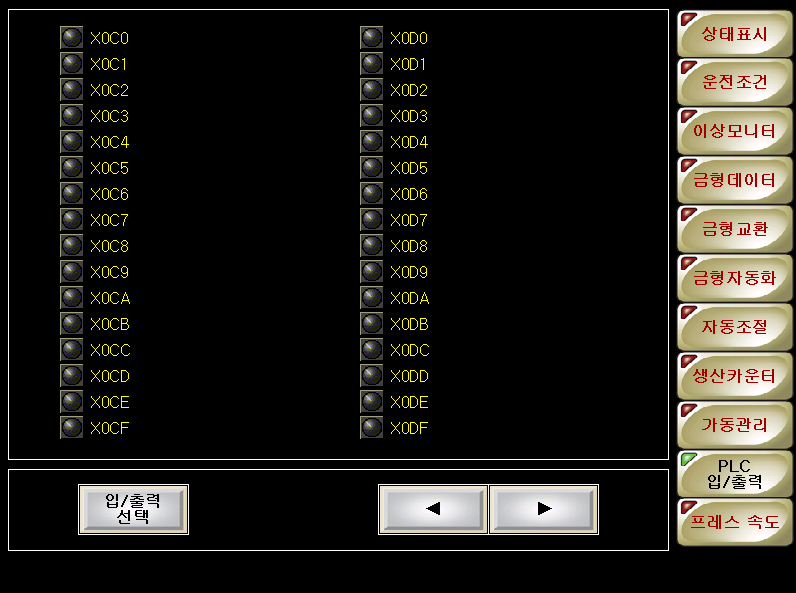 X0C0
X0C1
X0C2
X0C3
X0C4
X0C5
X0C6
X0C7
X0C8
X0C9
X0CA
X0CB
X0CC
X0CD
X0CE
X0CF
X0D0
X0D1
X0D2
X0D3
X0D4
X0D5
X0D6
X0D7
X0D8
X0D9
X0DA
X0DB
X0DC
X0DD
X0DE
X0DF
입/출력
선택
상태표시
운전조건
이상모니터
금형데이터
금형교환
금형자동화
자동조절
생산카운터
가동관리
PLC
입/출력
프레스 속도